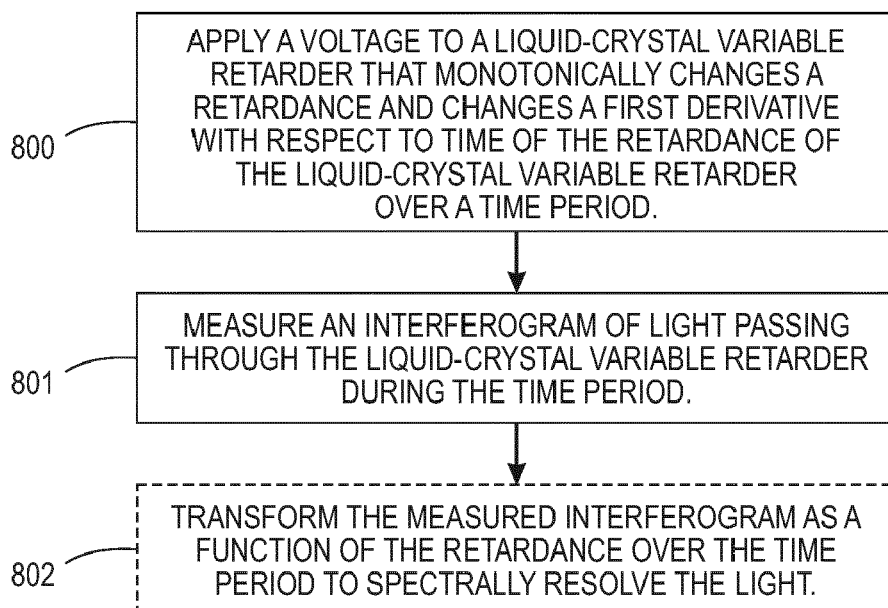 800
APPLY A VOLTAGE TO A LIQUID-CRYSTAL VARIABLE
RETARDER THAT MONOTONICALLY CHANGES A
RETARDANCE AND CHANGES A FIRST DERIVATIVE
WITH RESPECT TO TIME OF THE RETARDANCE OF
THE LIQUID-CRYSTAL VARIABLE RETARDER
OVER A TIME PERIOD.
801
MEASURE AN INTERFEROGRAM OF LIGHT PASSING
THROUGH THE LIQUID-CRYSTAL VARIABLE RETARDER
DURING THE TIME PERIOD.
802
TRANSFORM THE MEASURED INTERFEROGRAM AS A
FUNCTION OF THE RETARDANCE OVER THE TIME
PERIOD TO SPECTRALLY RESOLVE THE LIGHT.